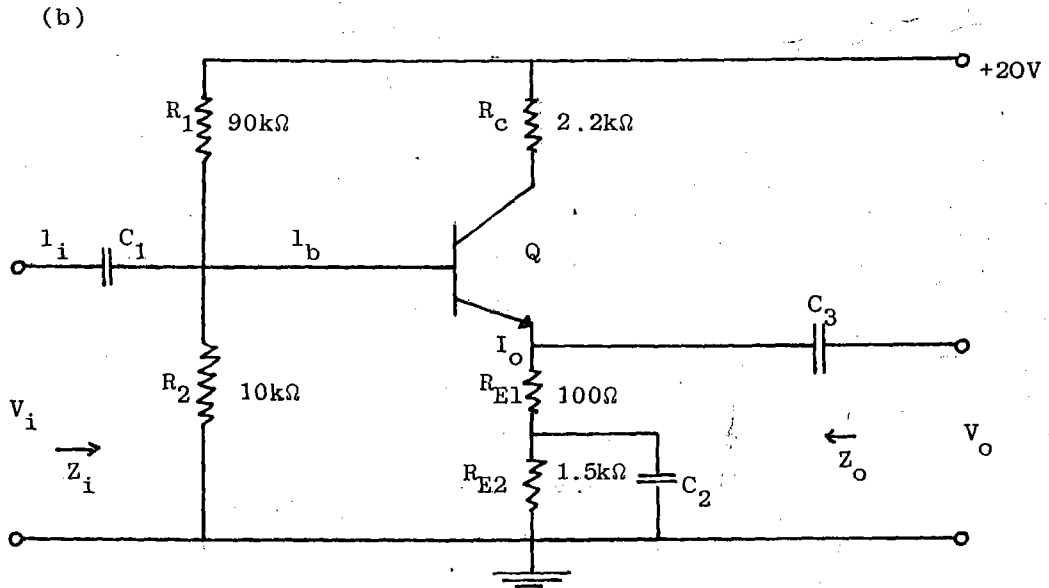 (b)
+20V
R1 90kΩ
Rc 2.2kΩ
Ii C1
Ib
Q
C3
Io
RE1 100Ω
R2 10kΩ
Vi
Zi
RE2 1.5kΩ
C2
Zo
Vo